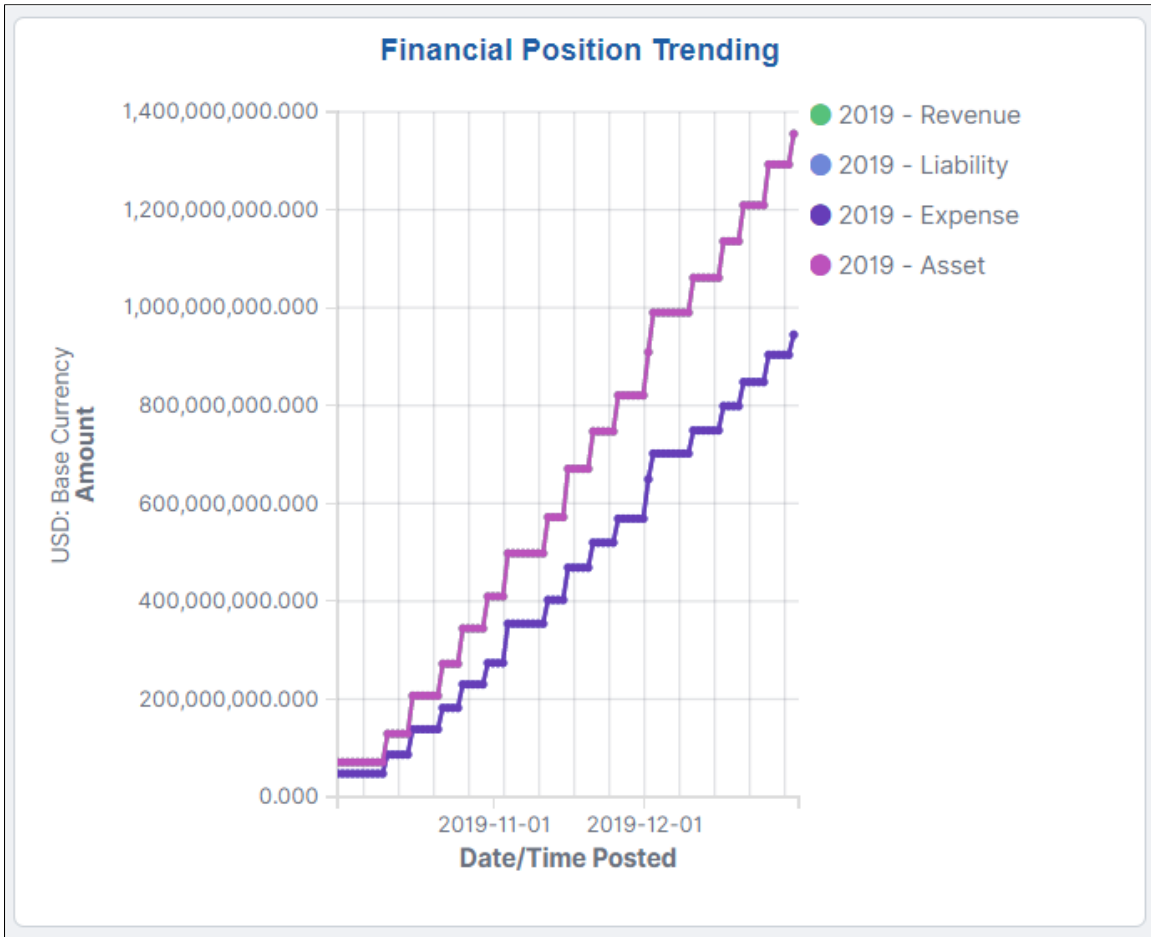 Financial Position Trending
1,400,000,000.000
1,200,000,000.000
1,000,000,000.000
800,000,000.000
600,000,000.000
400,000,000.000
200,000,000.000
0.000
USD: Base Currency
Amount
2019-11-01
2019-12-01
Date/Time Posted
2019 - Revenue
2019 - Liability
2019 - Expense
2019 - Asset